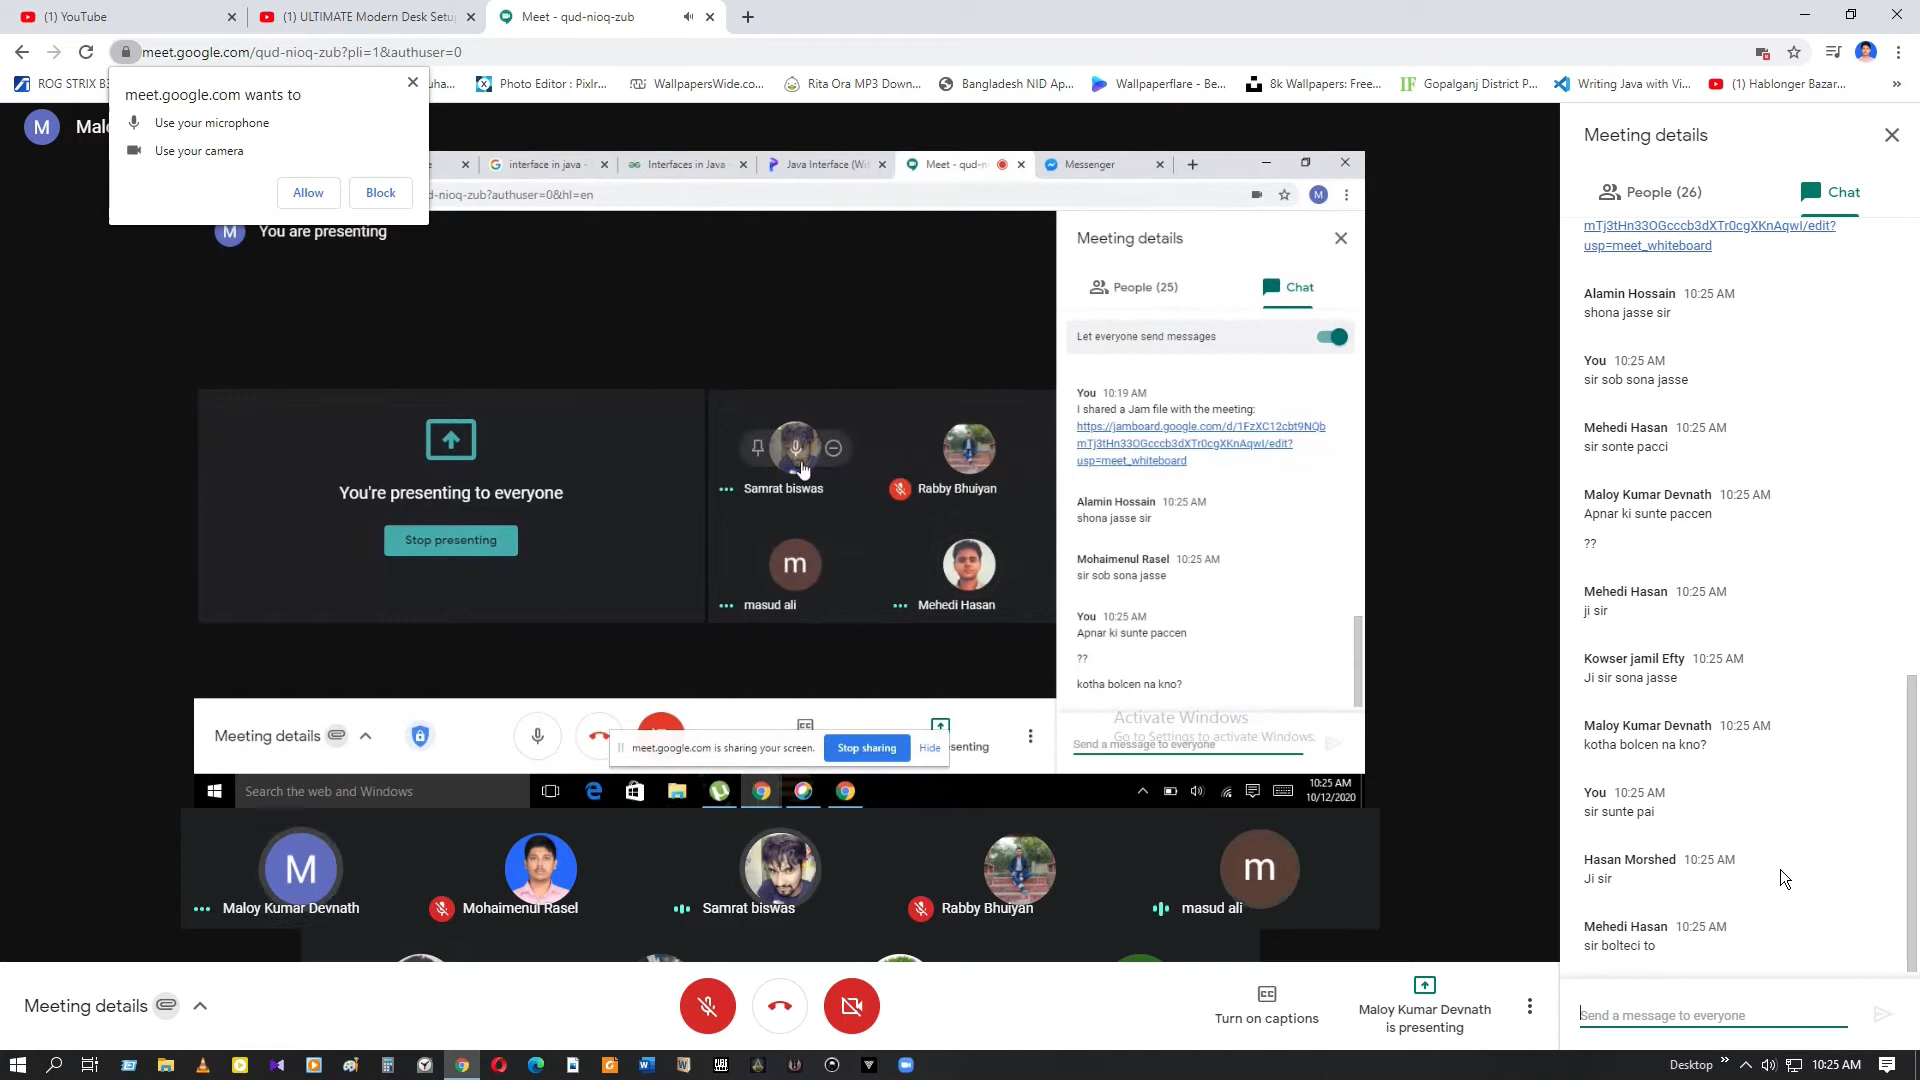 (1) YouTube
(1) ULTIMATE Modern Desk Setu
Meet - qud-nioq-zub
meet.google.com/qud-nioq-zub?pli=1&authuser=0
ROG STRIX B3
uha...
Photo Editor : Pixlr...
WallpapersWide.co...
Rita Ora MP3 Down...
Bangladesh NID Ap...
Wallpaperflare - Be...
8k Wallpapers: Free...
Gopalganj District P...
Writing Java with Vi...
(1) Hablonger Bazar...
meet.google.com wants to
Use your microphone
Use your camera
Allow
Block
M
Malo
interface in java -
Interfaces in Java
Java Interface (Wi
Meet - qud-ni
Messenger
d-nioq-zub?authuser=0&hl=en
M
M
You are presenting
You're presenting to everyone
Stop presenting
Samrat biswas
Rabby Bhuiyan
m
masud ali
Mehedi Hasan
Meeting details
People (25)
Chat
Let everyone send messages
You 10:19 AM
I shared a Jam file with the meeting:
https://jamboard.google.com/d/1FzXC12cbt9NQb
mTj3tHn33OGcccb3dXTr0cgXKnAqwI/edit?
usp=meet_whiteboard
Alamin Hossain 10:25 AM
shona jasse sir
Mohaimenul Rasel 10:25 AM
sir sob sona jasse
You 10:25 AM
Apnar ki sunte paccen
??
kotha bolcen na kno?
Activate Windows
Go to Settings to activate Windows.
Send a message to everyone
Meeting details
CC
esenting
meet.google.com is sharing your screen.
Stop sharing
Hide
Search the web and Windows
10:25 AM
10/12/2020
M
Maloy Kumar Devnath
Mohaimenul Rasel
Samrat biswas
Rabby Bhuiyan
m
masud ali
Meeting details
CC
Turn on captions
Maloy Kumar Devnath
is presenting
Meeting details
People (26)
Chat
mTj3tHn33OGcccb3dXTr0cgXKnAqwI/edit?
usp=meet_whiteboard
Alamin Hossain 10:25 AM
shona jasse sir
You 10:25 AM
sir sob sona jasse
Mehedi Hasan 10:25 AM
sir sonte pacci
Maloy Kumar Devnath 10:25 AM
Apnar ki sunte paccen
??
Mehedi Hasan 10:25 AM
ji sir
Kowser jamil Efty 10:25 AM
Ji sir sona jasse
Maloy Kumar Devnath 10:25 AM
kotha bolcen na kno?
You 10:25 AM
sir sunte pai
Hasan Morshed 10:25 AM
Ji sir
Mehedi Hasan 10:25 AM
sir bolteci to
Send a message to everyone
Desktop
10:25 AM